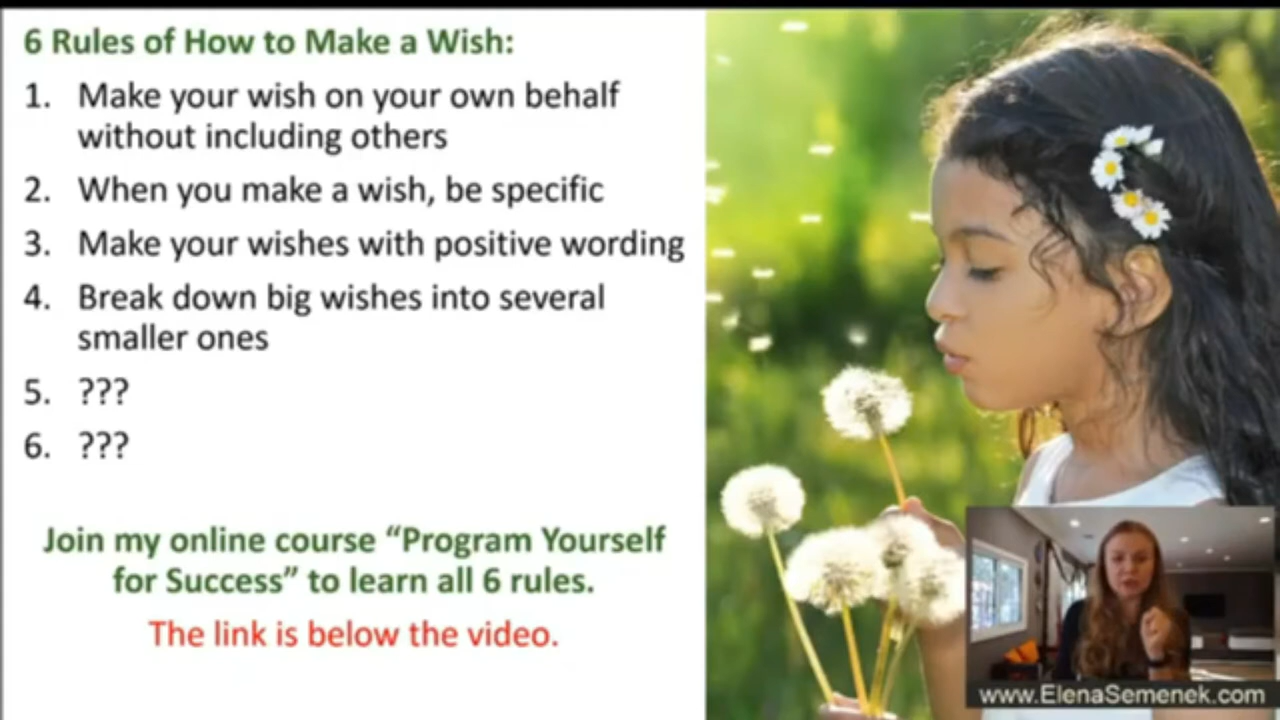 6 Rules of How to Make a Wish:
1. Make your wish on your own behalf
without including others
2. When you make a wish, be specific
3. Make your wishes with positive wording
4. Break down big wishes into several
smaller ones
5. ???
6. ???
Join my online course “Program Yourself
for Success” to learn all 6 rules.
The link is below the video.
www.ElenaSemenek.com